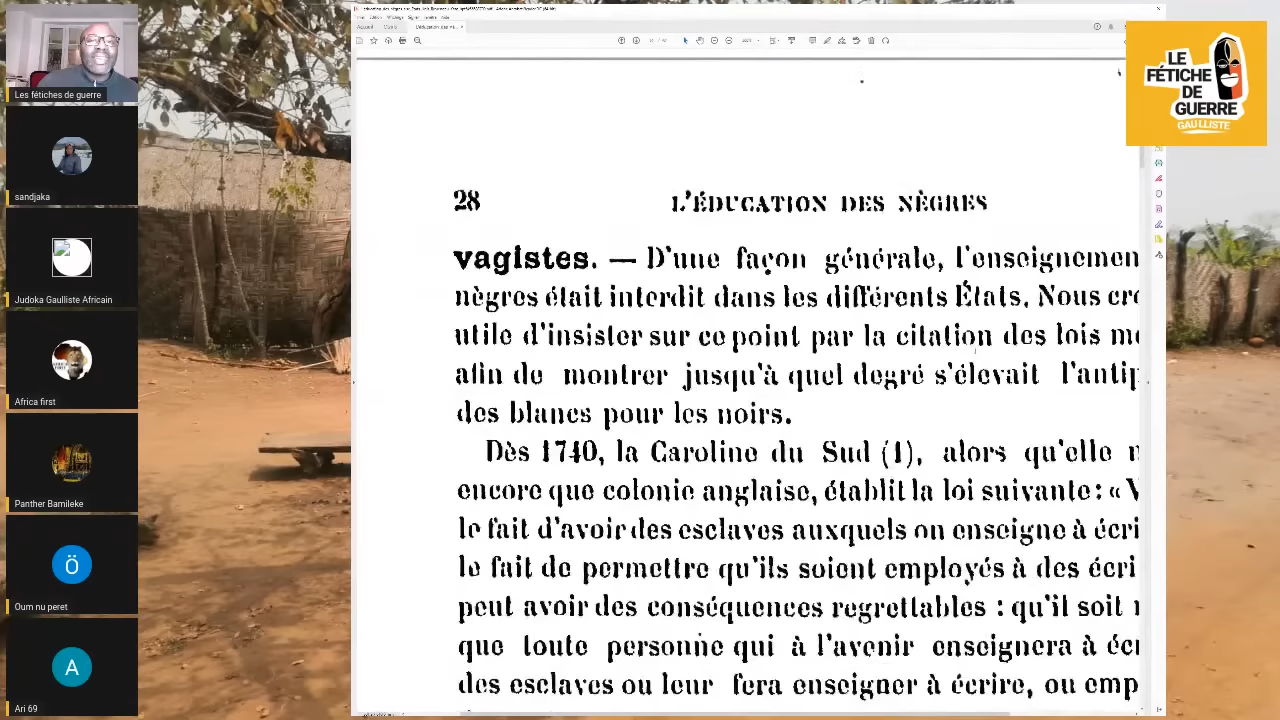 Les fétiches de guerre
sandjaka
Judoka Gaulliste Africain
Africa first
Panther Bamileke
Ö
Oum nu peret
A
Ari 69
LE
FÉTICHE
DE
GUERRE
GAULLISTE
28
L'ÉDUCATION DES NÈGRES
vagistes. — D'une façon générale, l'enseignemen
nègres était interdit dans les différents États. Nous cro
utile d'insister sur ce point par la citation des lois mê
afin de montrer jusqu'à quel degré s'élevait l'antip
des blancs pour les noirs.
Dès 1740, la Caroline du Sud (1), alors qu'elle n
encore que colonie anglaise, établit la loi suivante: « V
le fait d'avoir des esclaves auxquels on enseigne à écri
le fait de permettre qu'ils soient employés à des écri
peut avoir des conséquences regrettables : qu'il soit
que toute personne qui à l'avenir enseignera à écr
des esclaves ou leur fera enseigner à écrire, ou emp